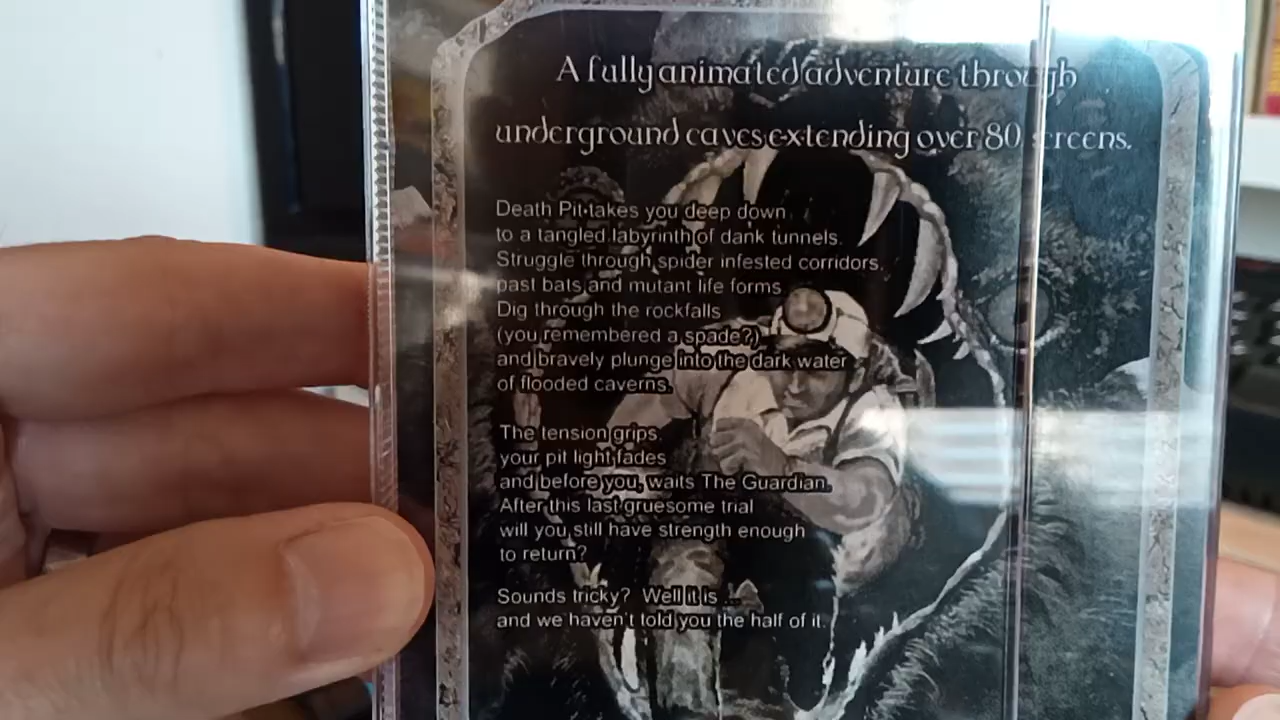 A fully animated adventure through
underground caves extending over 80 screens.
Death Pit takes you deep down
to a tangled labyrinth of dank tunnels.
Struggle through spider infested corridors,
past bats and mutant life forms
Dig through the rockfalls
(you remembered a spade?)
and bravely plunge into the dark water
of flooded caverns.
The tension grips.
your pit light fades
and before you, waits The Guardian.
After this last gruesome trial
will you still have strength enough
to return?
Sounds tricky? Well it is ...
and we haven't told you the half of it.